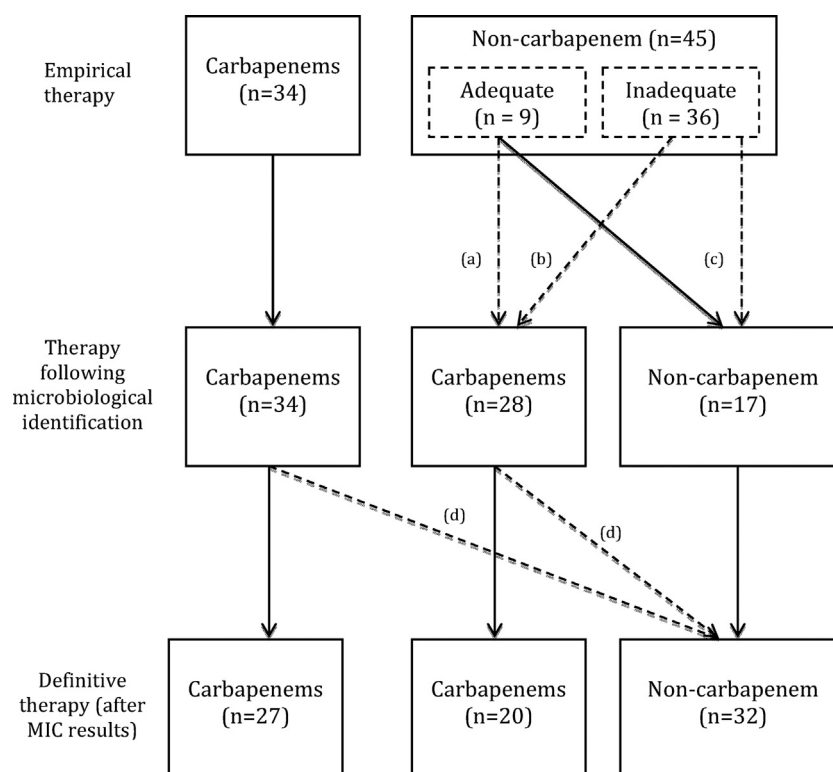 Empirical
therapy
Carbapenems
(n=34)
Non-carbapenem (n=45)
Adequate
(n = 9)
Inadequate
(n = 36)
(a)
(b)
(c)
Therapy
following
microbiological
identification
Carbapenems
(n=34)
Carbapenems
(n=28)
Non-carbapenem
(n=17)
(d)
(d)
Definitive
therapy (after
MIC results)
Carbapenems
(n=27)
Carbapenems
(n=20)
Non-carbapenem
(n=32)